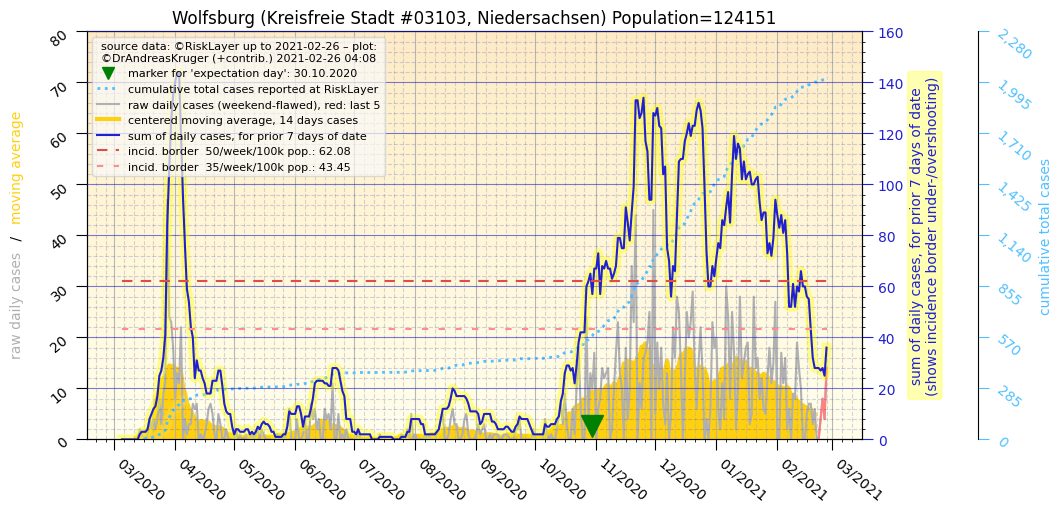 Wolfsburg (Kreisfreie Stadt #03103, Niedersachsen) Population=124151
source data: ©RiskLayer up to 2021-02-26 – plot:
©DrAndreasKruger (+contrib.) 2021-02-26 04:08
marker for 'expectation day': 30.10.2020
cumulative total cases reported at RiskLayer
raw daily cases (weekend-flawed), red: last 5
centered moving average, 14 days cases
sum of daily cases, for prior 7 days of date
incid. border  50/week/100k pop.: 62.08
incid. border  35/week/100k pop.: 43.45
raw daily cases  /  moving average
80
70
60
50
40
30
20
10
0
03/2020
04/2020
05/2020
06/2020
07/2020
08/2020
09/2020
10/2020
11/2020
12/2020
01/2021
02/2021
03/2021
160
140
120
100
80
60
40
20
0
sum of daily cases, for prior 7 days of date
(shows incidence border under-/overshooting)
2,280
1,995
1,710
1,425
1,140
855
570
285
0
cumulative total cases